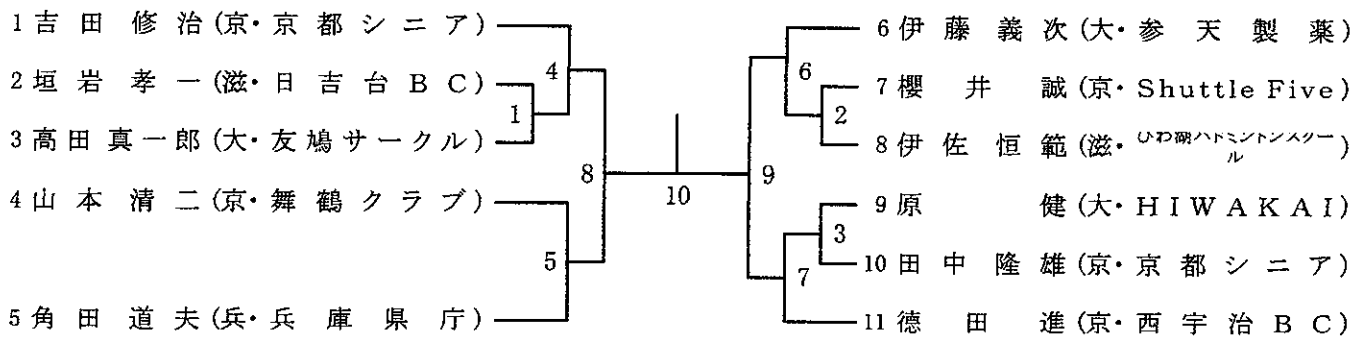 1 吉田修治 (京・京都シニア)
2 垣岩孝一 (滋・日吉台BC)
3 高田真一郎 (大・友鳩サークル)
4 山本清二 (京・舞鶴クラブ)
5 角田道夫 (兵・兵庫県庁)
4
1
8
5
10
9
6
2
3
7
6 伊藤義次 (大・参天製薬)
7 櫻井誠 (京・Shuttle Five)
8 伊佐恒範 (滋・びわ湖バドミントンスクール)
9 原健 (大・HIWAKAI)
10 田中隆雄 (京・京都シニア)
11 徳田進 (京・西宇治BC)